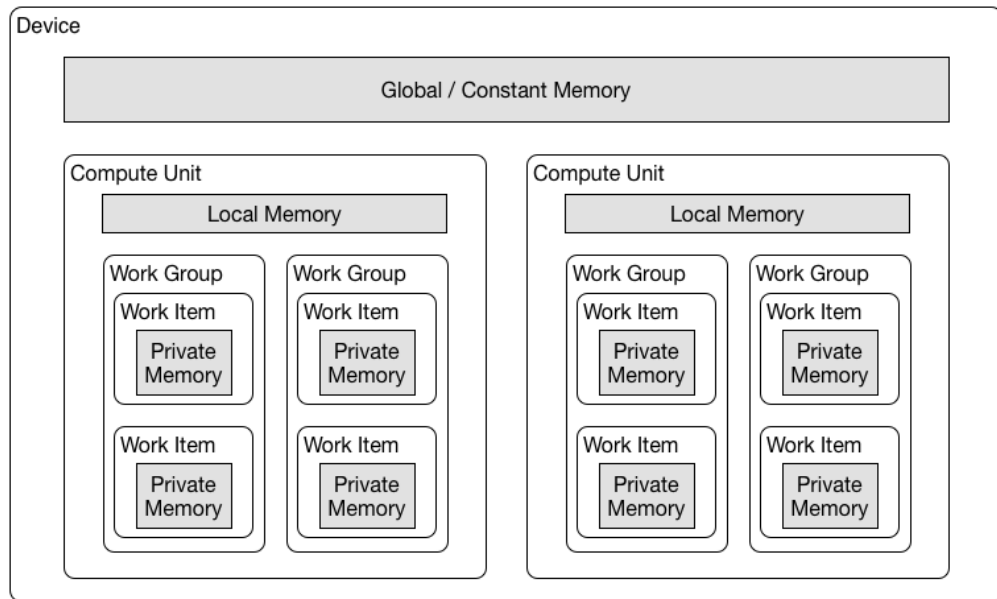 Device
Global / Constant Memory
Compute Unit
Local Memory
Work Group
Work Item
Private
Memory
Work Item
Private
Memory
Work Group
Work Item
Private
Memory
Work Item
Private
Memory
Compute Unit
Local Memory
Work Group
Work Item
Private
Memory
Work Item
Private
Memory
Work Group
Work Item
Private
Memory
Work Item
Private
Memory